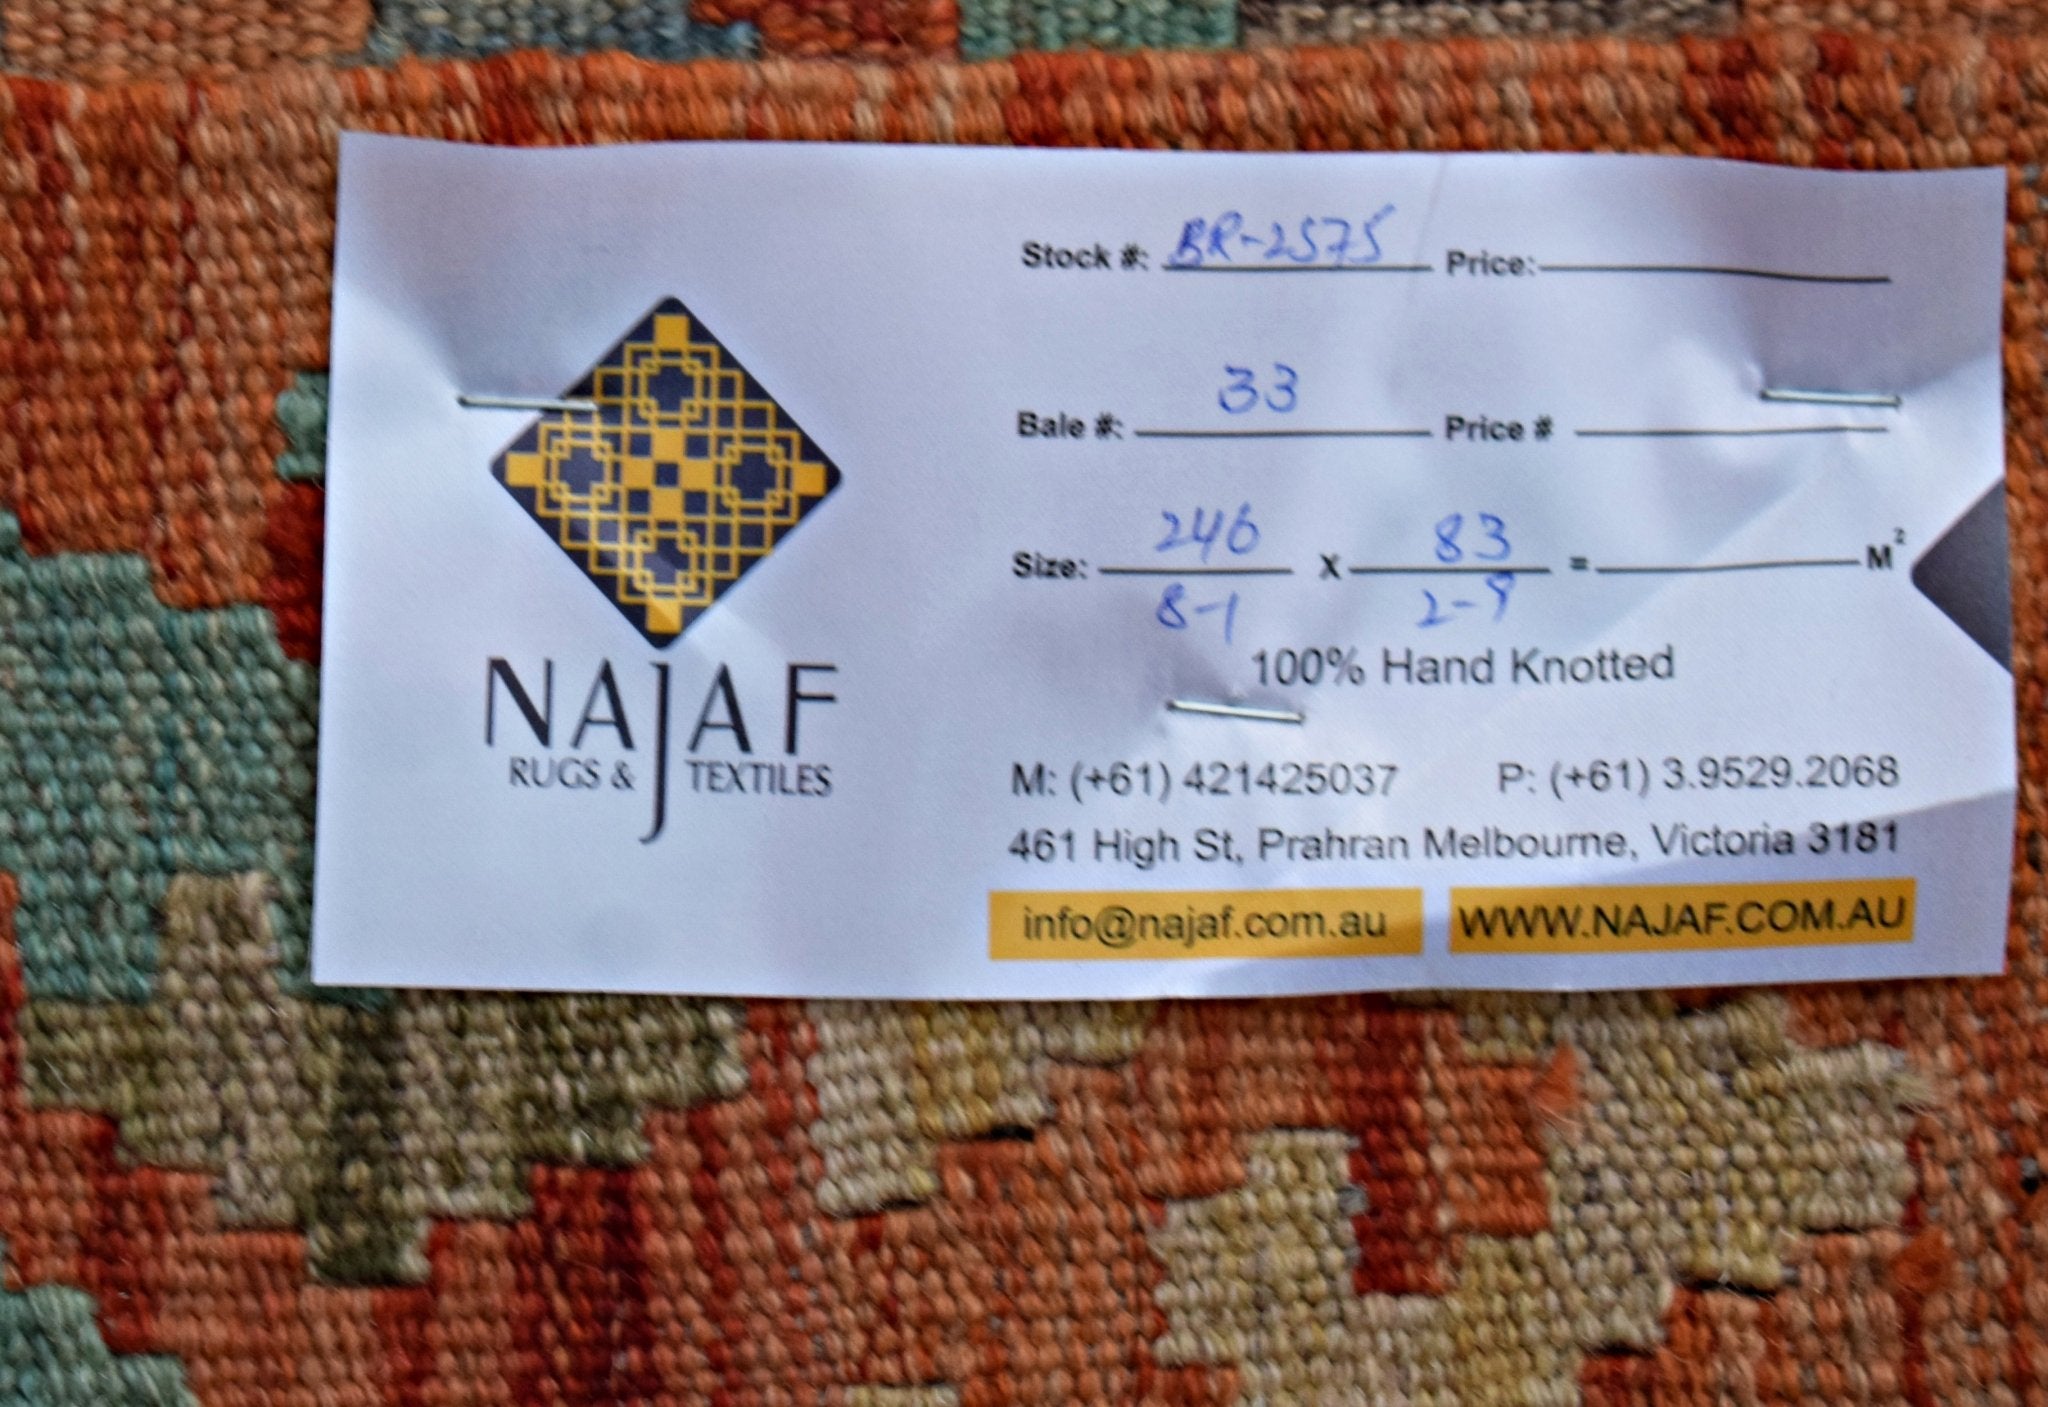 NAJAF
RUGS & TEXTILES
Stock #: BR-2575 Price:
Bale #: 33 Price #
Size: 246 X 83 = M²
8-1 2-9
100% Hand Knotted
M: (+61) 421425037 P: (+61) 3.9529.2068
461 High St, Prahran Melbourne, Victoria 3181
info@najaf.com.au WWW.NAJAF.COM.AU